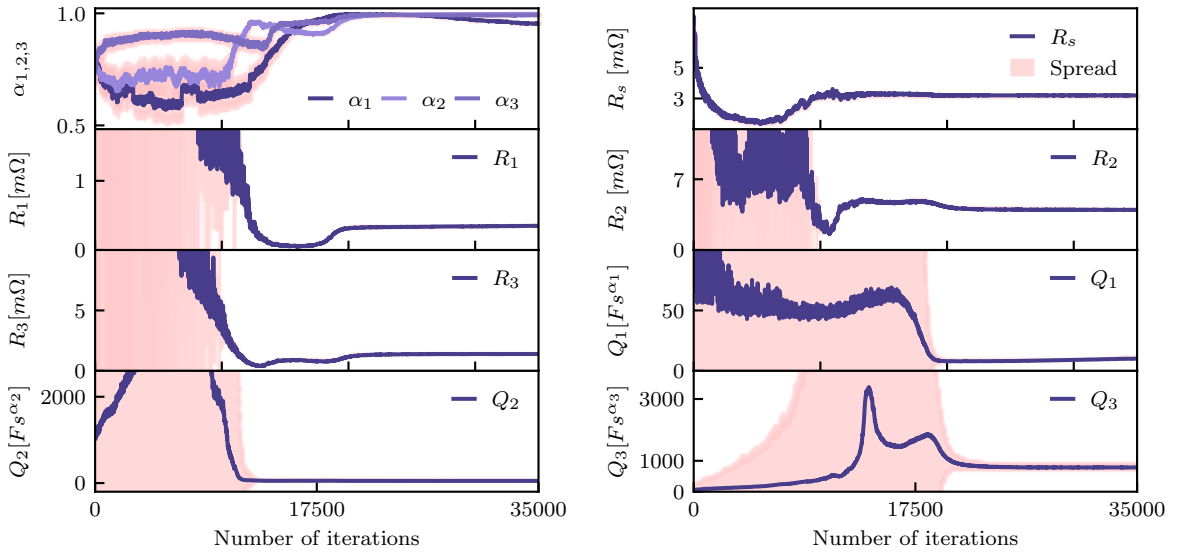 1.0
0.5
α1,2,3
α1 α2 α3
R1 [mΩ]
1
0
R1
R3 [mΩ]
5
0
R3
Q2 [Fs^α2]
2000
0
Q2
0 17500 35000
Number of iterations
Rs [mΩ]
5
3
Rs
Spread
R2 [mΩ]
7
0
R2
Q1 [Fs^α1]
50
0
Q1
Q3 [Fs^α3]
3000
1000
0
Q3
0 17500 35000
Number of iterations